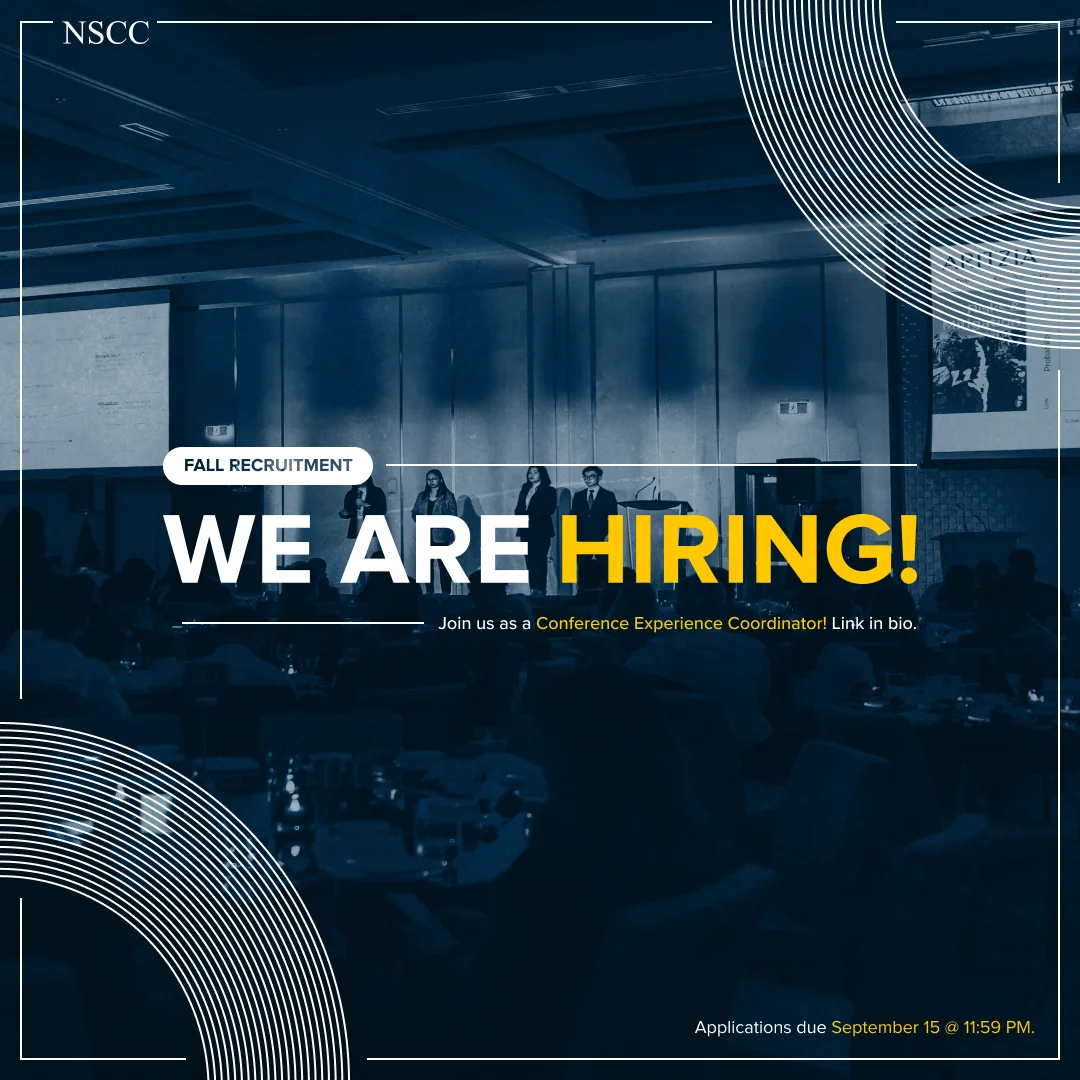 NSCC
ARITZIA
FALL RECRUITMENT
WE ARE HIRING!
Join us as a Conference Experience Coordinator! Link in bio.
Applications due September 15 @ 11:59 PM.